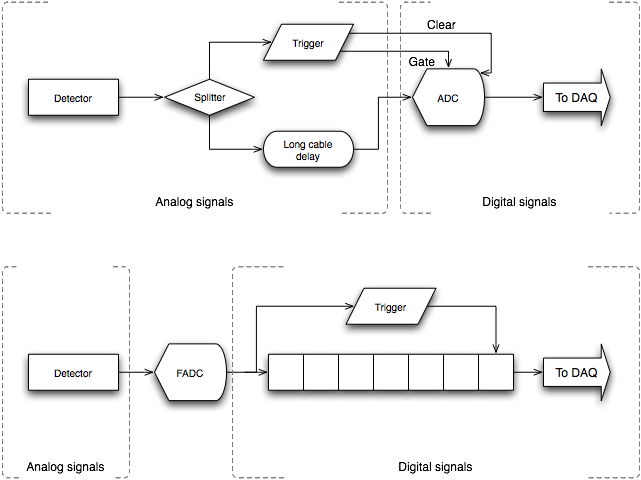 Clear
Trigger
Gate
Detector
Splitter
ADC
To DAQ
Long cable
delay
Analog signals
Digital signals
Trigger
Detector
FADC
To DAQ
Analog signals
Digital signals